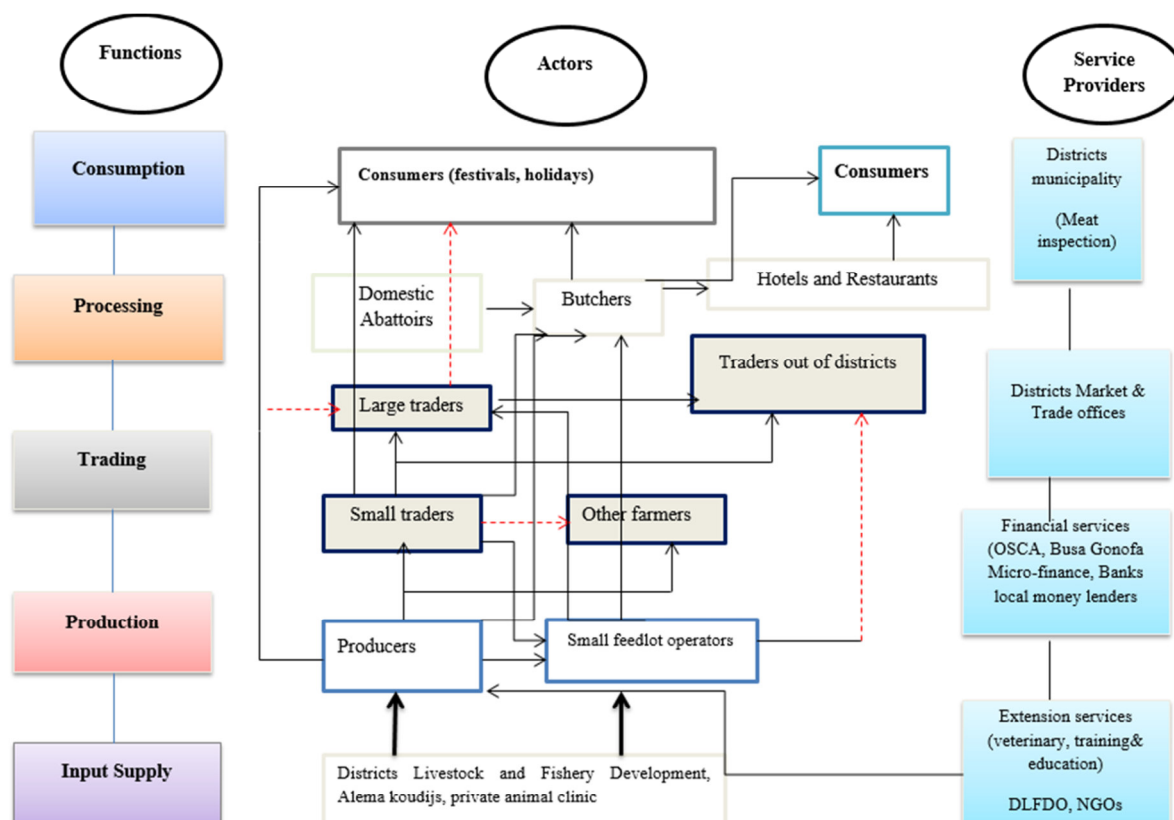 Functions
Actors
Service
Providers
Consumption
Consumers (festivals, holidays)
Consumers
Districts
municipality
(Meat
inspection)
Processing
Domestic
Abattoirs
Butchers
Hotels and Restaurants
Traders out of districts
Districts Market &
Trade offices
Large traders
Trading
Small traders
Other farmers
Financial services
(OSCA, Busa Gonofa
Micro-finance, Banks
local money lenders
Production
Producers
Small feedlot operators
Extension services
(veterinary, training&
education)
DLFDO, NGOs
Input Supply
Districts Livestock and Fishery Development,
Alema koudijs, private animal clinic